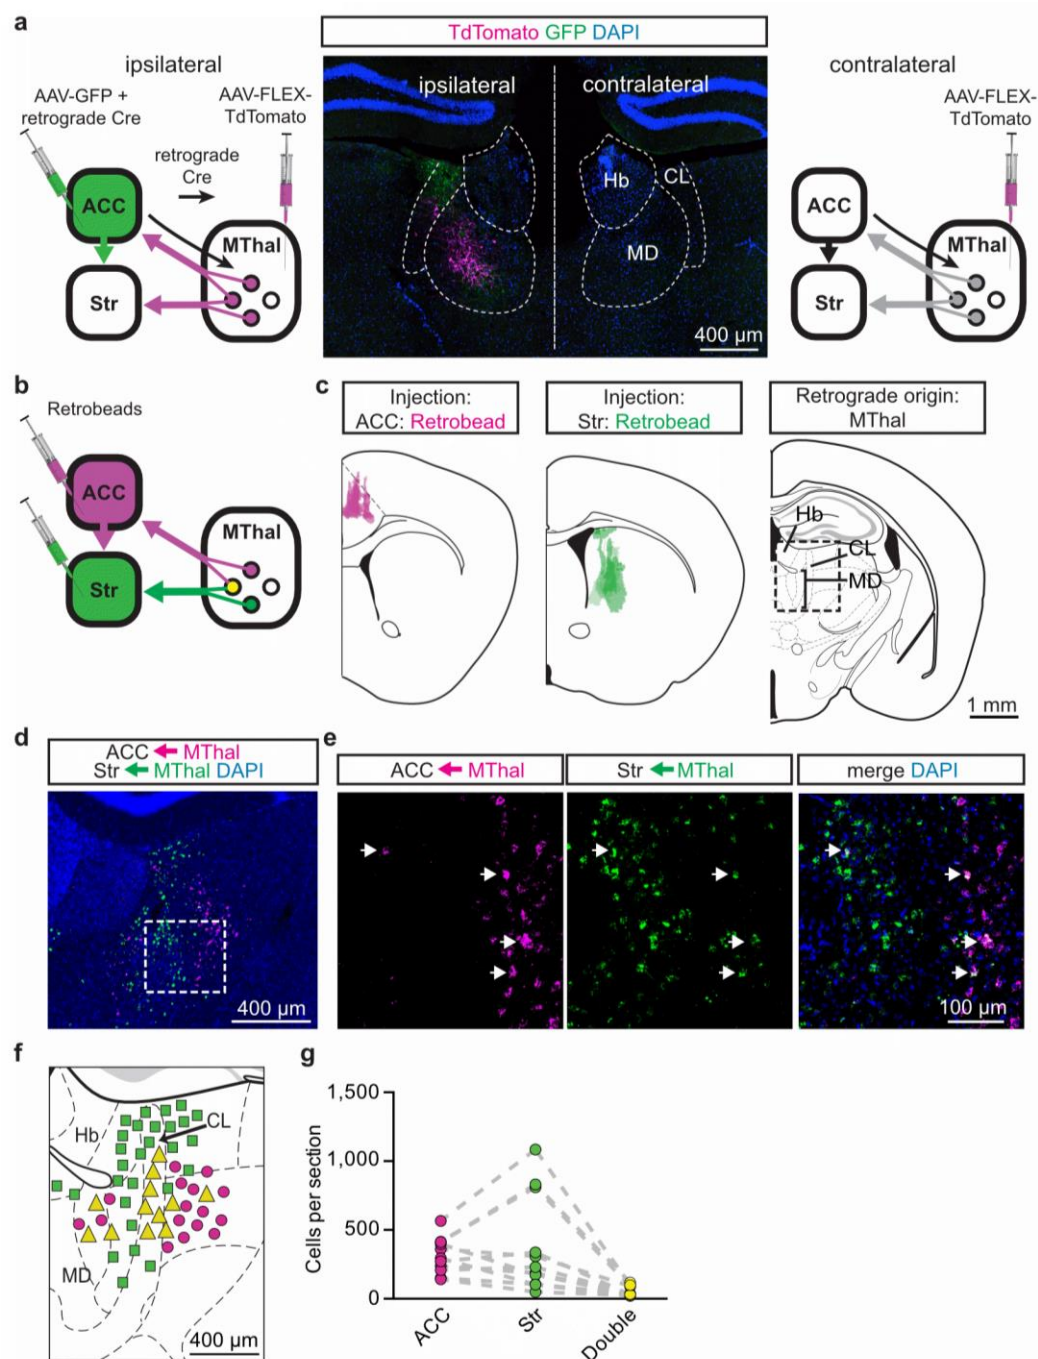 a
ipsilateral
AAV-GFP +
retrograde Cre
AAV-FLEX-
TdTomato
retrograde
Cre
ACC
MThal
Str
TdTomato GFP DAPI
ipsilateral
contralateral
Hb
CL
MD
400 µm
contralateral
AAV-FLEX-
TdTomato
ACC
MThal
Str
b
Retrobeads
ACC
MThal
Str
c
Injection:
ACC: Retrobead
Injection:
Str: Retrobead
Retrograde origin:
MThal
Hb
CL
MD
1 mm
d
ACC MThal
Str MThal DAPI
400 µm
e
ACC MThal
Str MThal
merge DAPI
100 µm
f
Hb
CL
MD
400 µm
g
Cells per section
1,500
1,000
500
0
ACC
Str
Double